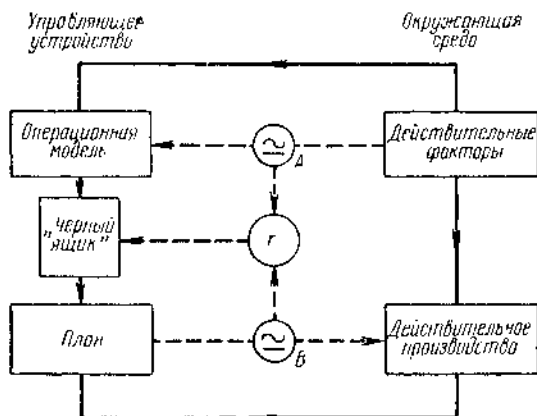 Управляющее
устройство
Окружающая
среда
Операционная
модель
≃
A
Действительные
факторы
"Черный
ящик"
r
План
≃
B
Действительное
производство